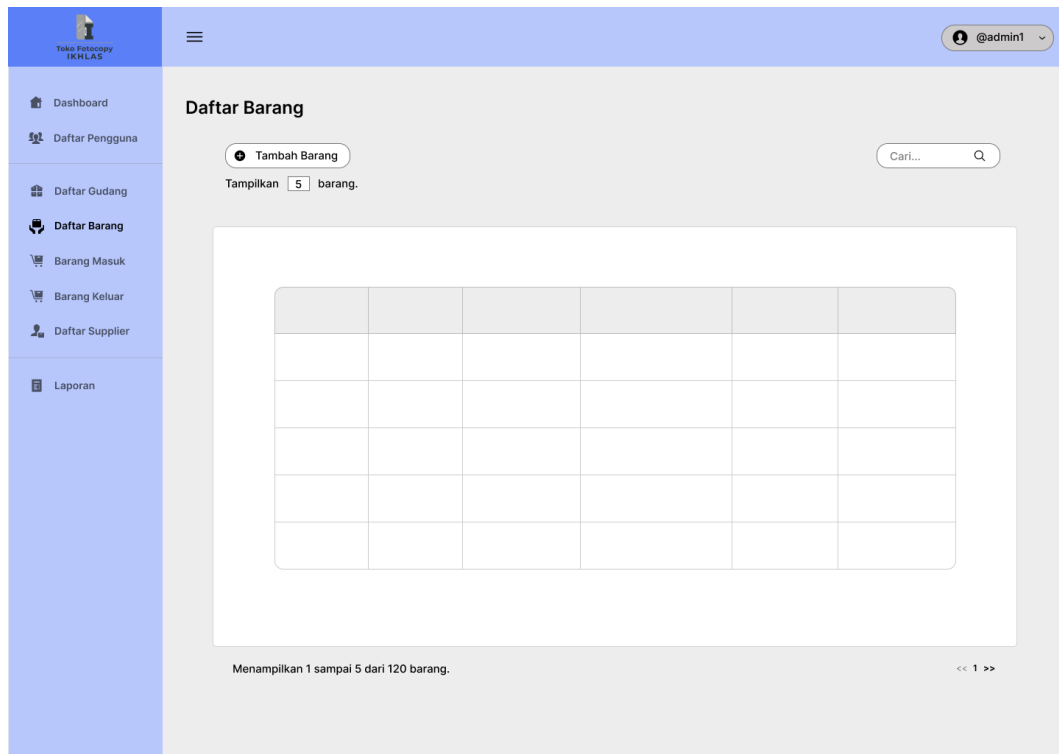 Toko Fotocopy
IKHLAS
@admin1
Dashboard
Daftar Pengguna
Daftar Gudang
Daftar Barang
Barang Masuk
Barang Keluar
Daftar Supplier
Laporan
Daftar Barang
Tambah Barang
Cari...
Tampilkan 5 barang.
Menampilkan 1 sampai 5 dari 120 barang.
<< 1 >>